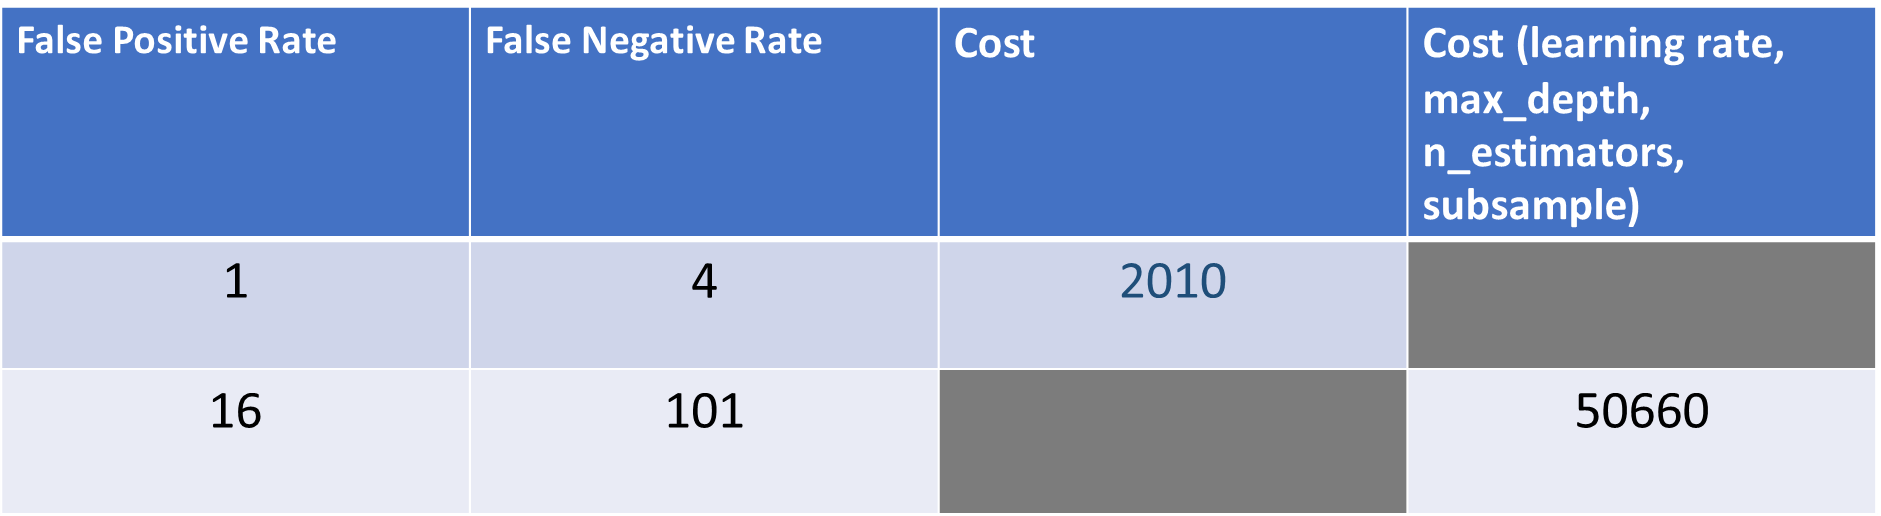 False Positive Rate
False Negative Rate
Cost
Cost (learning rate,
max_depth,
n_estimators,
subsample)
1
4
2010
16
101
50660